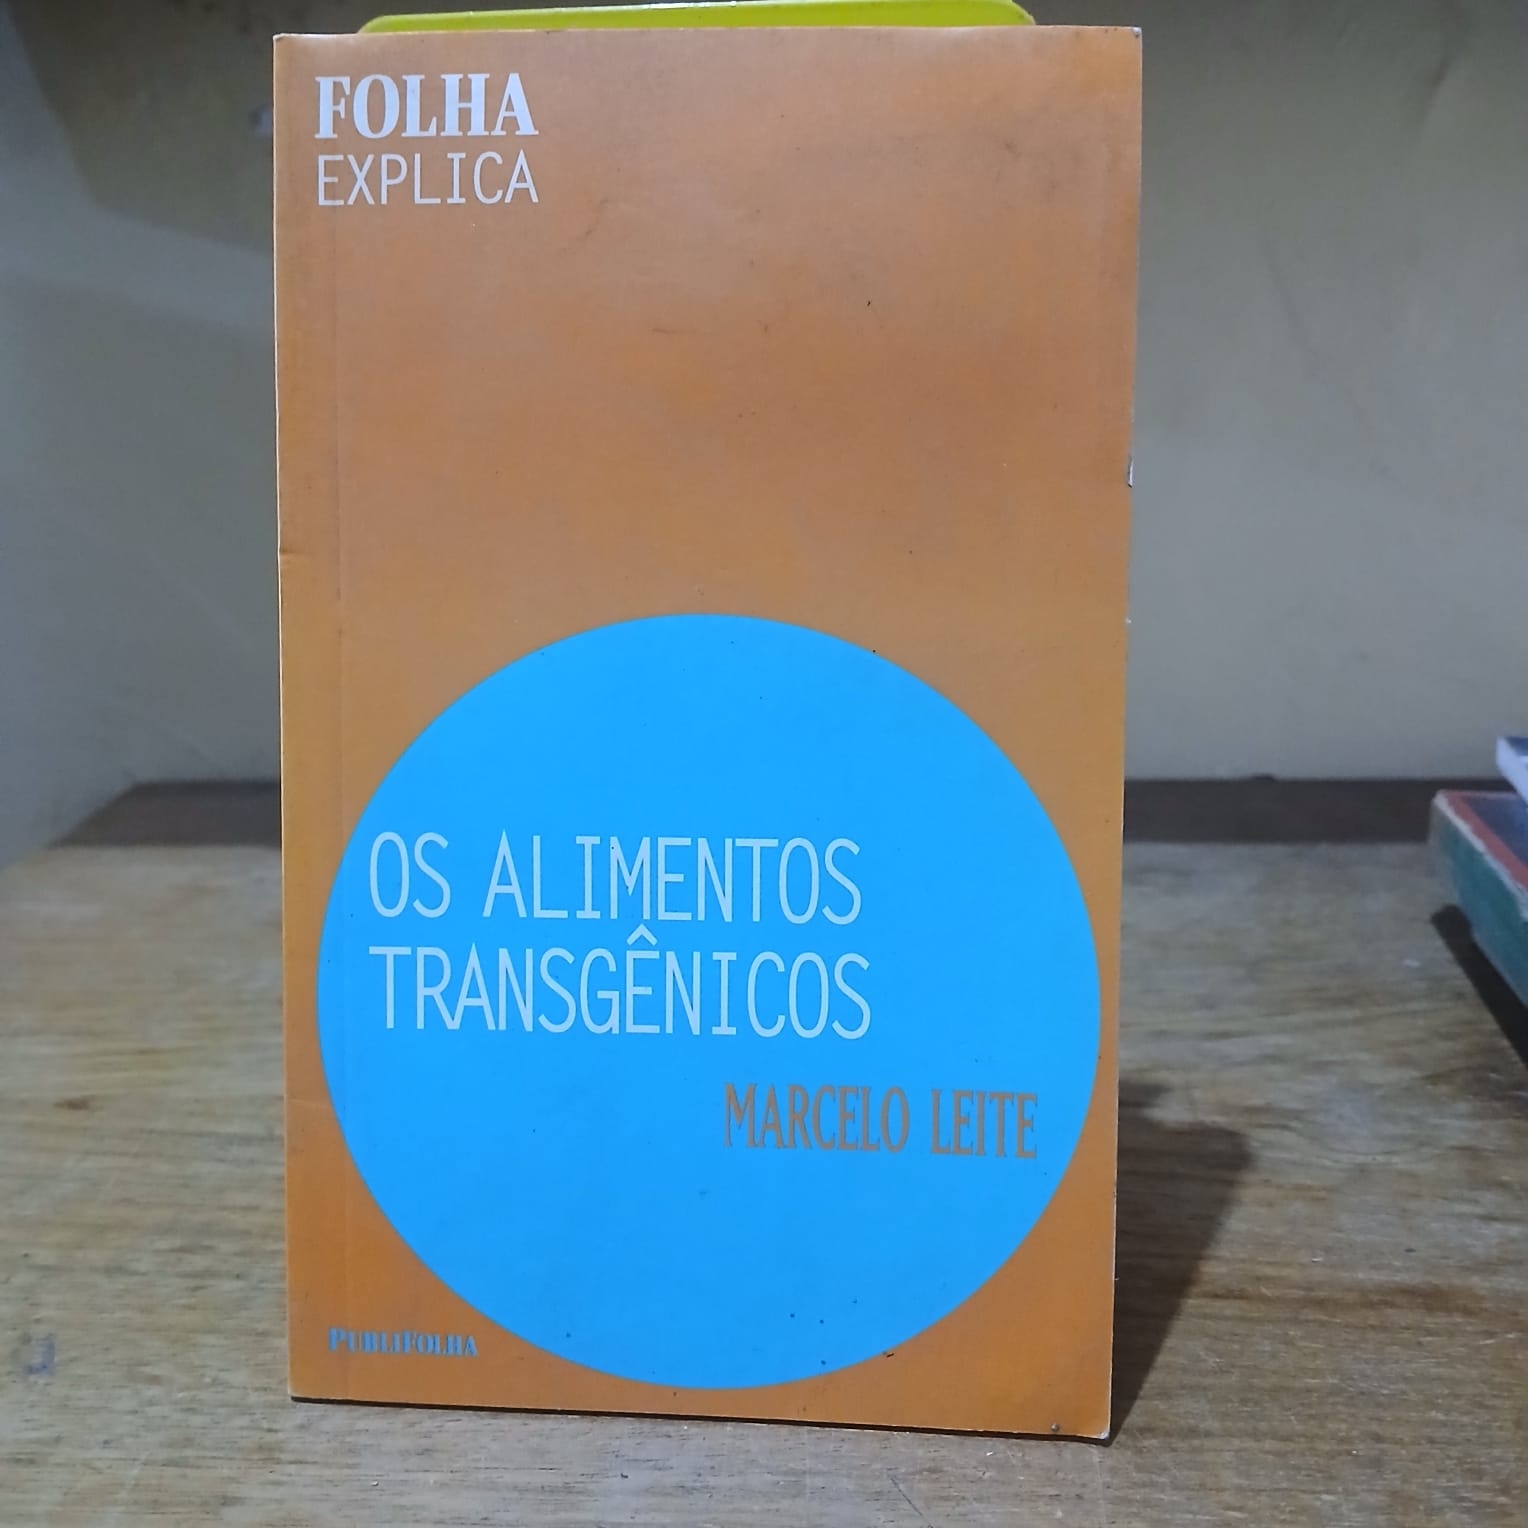 FOLHA
EXPLICA
OS ALIMENTOS
TRANSGÊNICOS
MARCELO LEITE
PUBLIFOLHA